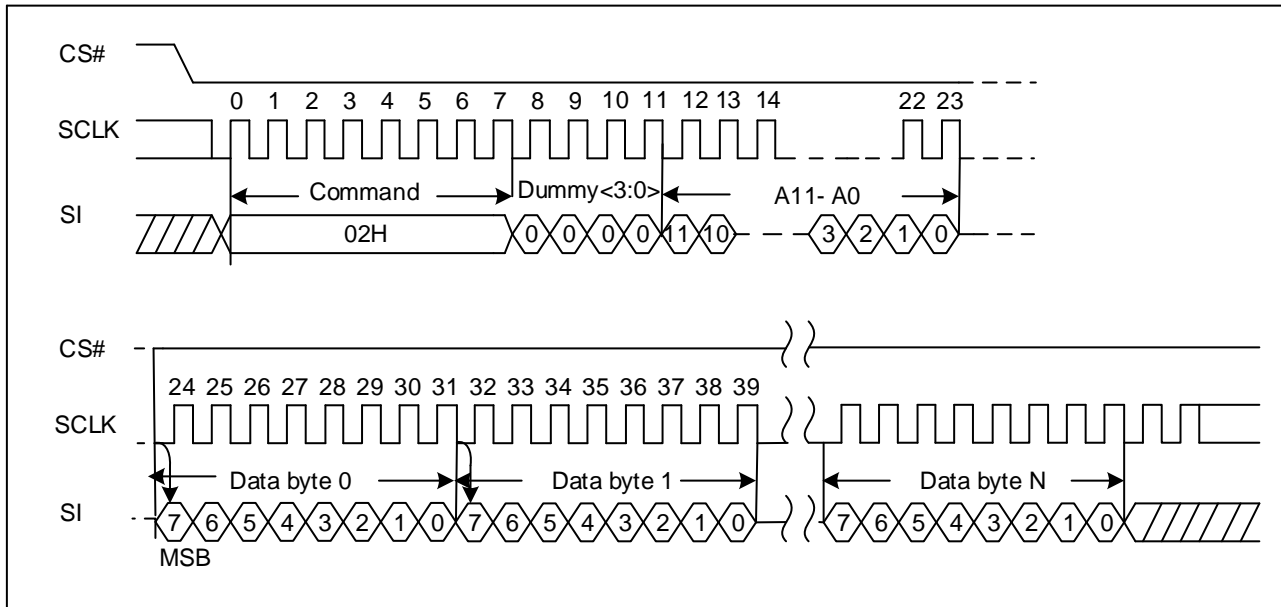 CS#
0 1 2 3 4 5 6 7 8 9 10 11 12 13 14 22 23
SCLK
Command Dummy<3:0> A11- A0
SI
02H 0 0 0 0 11 10 3 2 1 0
CS#
24 25 26 27 28 29 30 31 32 33 34 35 36 37 38 39
SCLK
Data byte 0 Data byte 1 Data byte N
SI
7 6 5 4 3 2 1 0 7 6 5 4 3 2 1 0 7 6 5 4 3 2 1 0
MSB